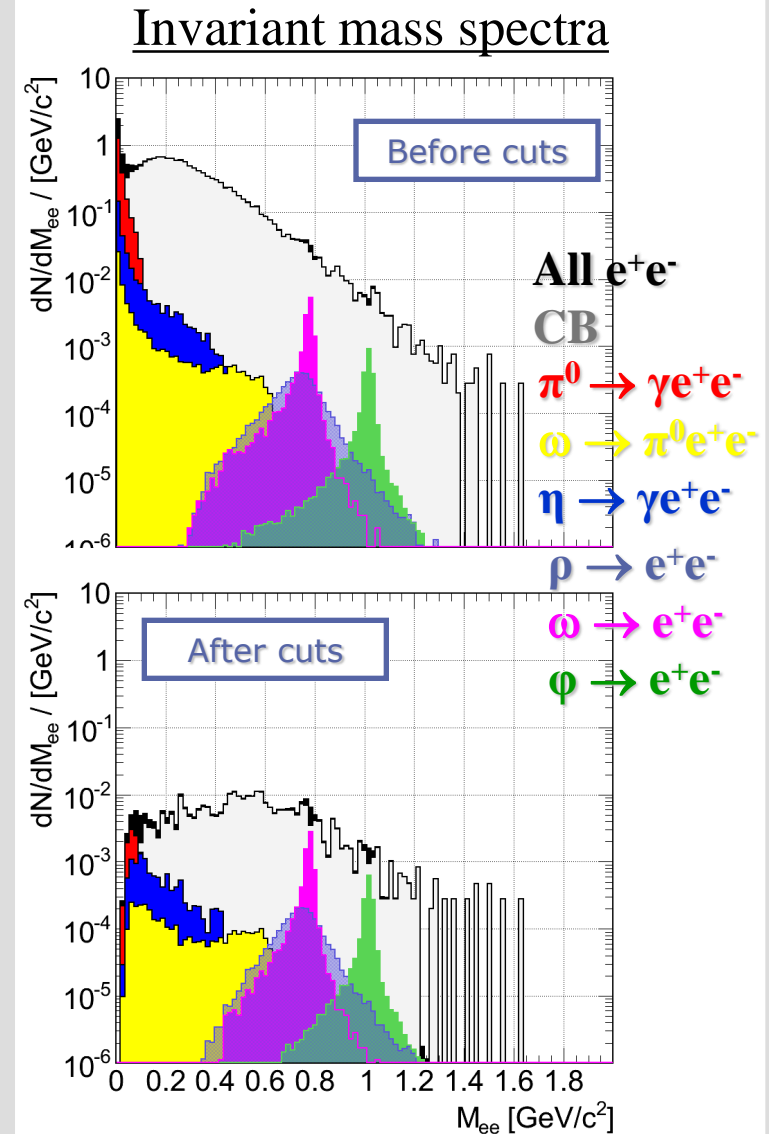 Invariant mass spectra
dN/dMee / [GeV/c²]
10
1
10⁻¹
10⁻²
10⁻³
10⁻⁴
10⁻⁵
10⁻⁶
Before cuts
All e⁺e⁻
CB
π⁰ → γe⁺e⁻
ω → π⁰e⁺e⁻
η → γe⁺e⁻
ρ → e⁺e⁻
ω → e⁺e⁻
φ → e⁺e⁻
dN/dMee / [GeV/c²]
10
1
10⁻¹
10⁻²
10⁻³
10⁻⁴
10⁻⁵
10⁻⁶
After cuts
0 0.2 0.4 0.6 0.8 1 1.2 1.4 1.6 1.8
Mee [GeV/c²]